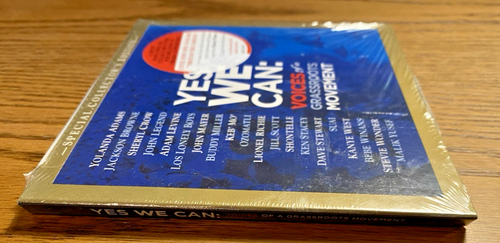 SPECIAL COLLECTOR'S EDITION
YES
WE
CAN:
VOICES of a
GRASSROOTS
MOVEMENT
YOLANDA ADAMS
JACKSON BROWNE
SHERYL CROW
JOHN LEGEND
ADAM LEVINE
LOS LONELY BOYS
JOHN MAYER
BUDDY MILLER
KEB' MO'
OZOMATLI
LIONEL RICHIE
JILL SCOTT
SHONTELLE
KEN STACEY
DAVE STEWART
SUAI
KANYE WEST
BEBE WINANS
STEVIE WONDER
MALIK YUSEF
YES WE CAN: VOICES OF A GRASSROOTS MOVEMENT